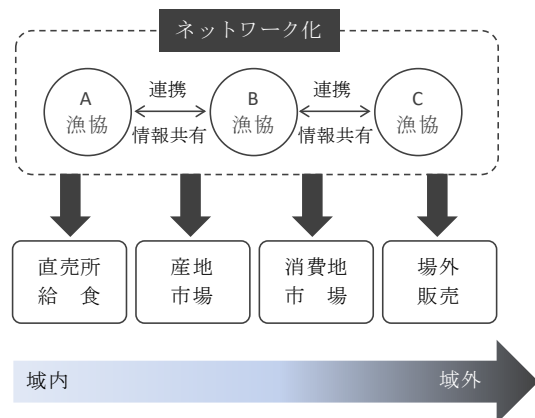 ネットワーク化
A
漁協
連携
情報共有
B
漁協
連携
情報共有
C
漁協
直売所
給食
産地
市場
消費地
市場
場外
販売
域内
域外